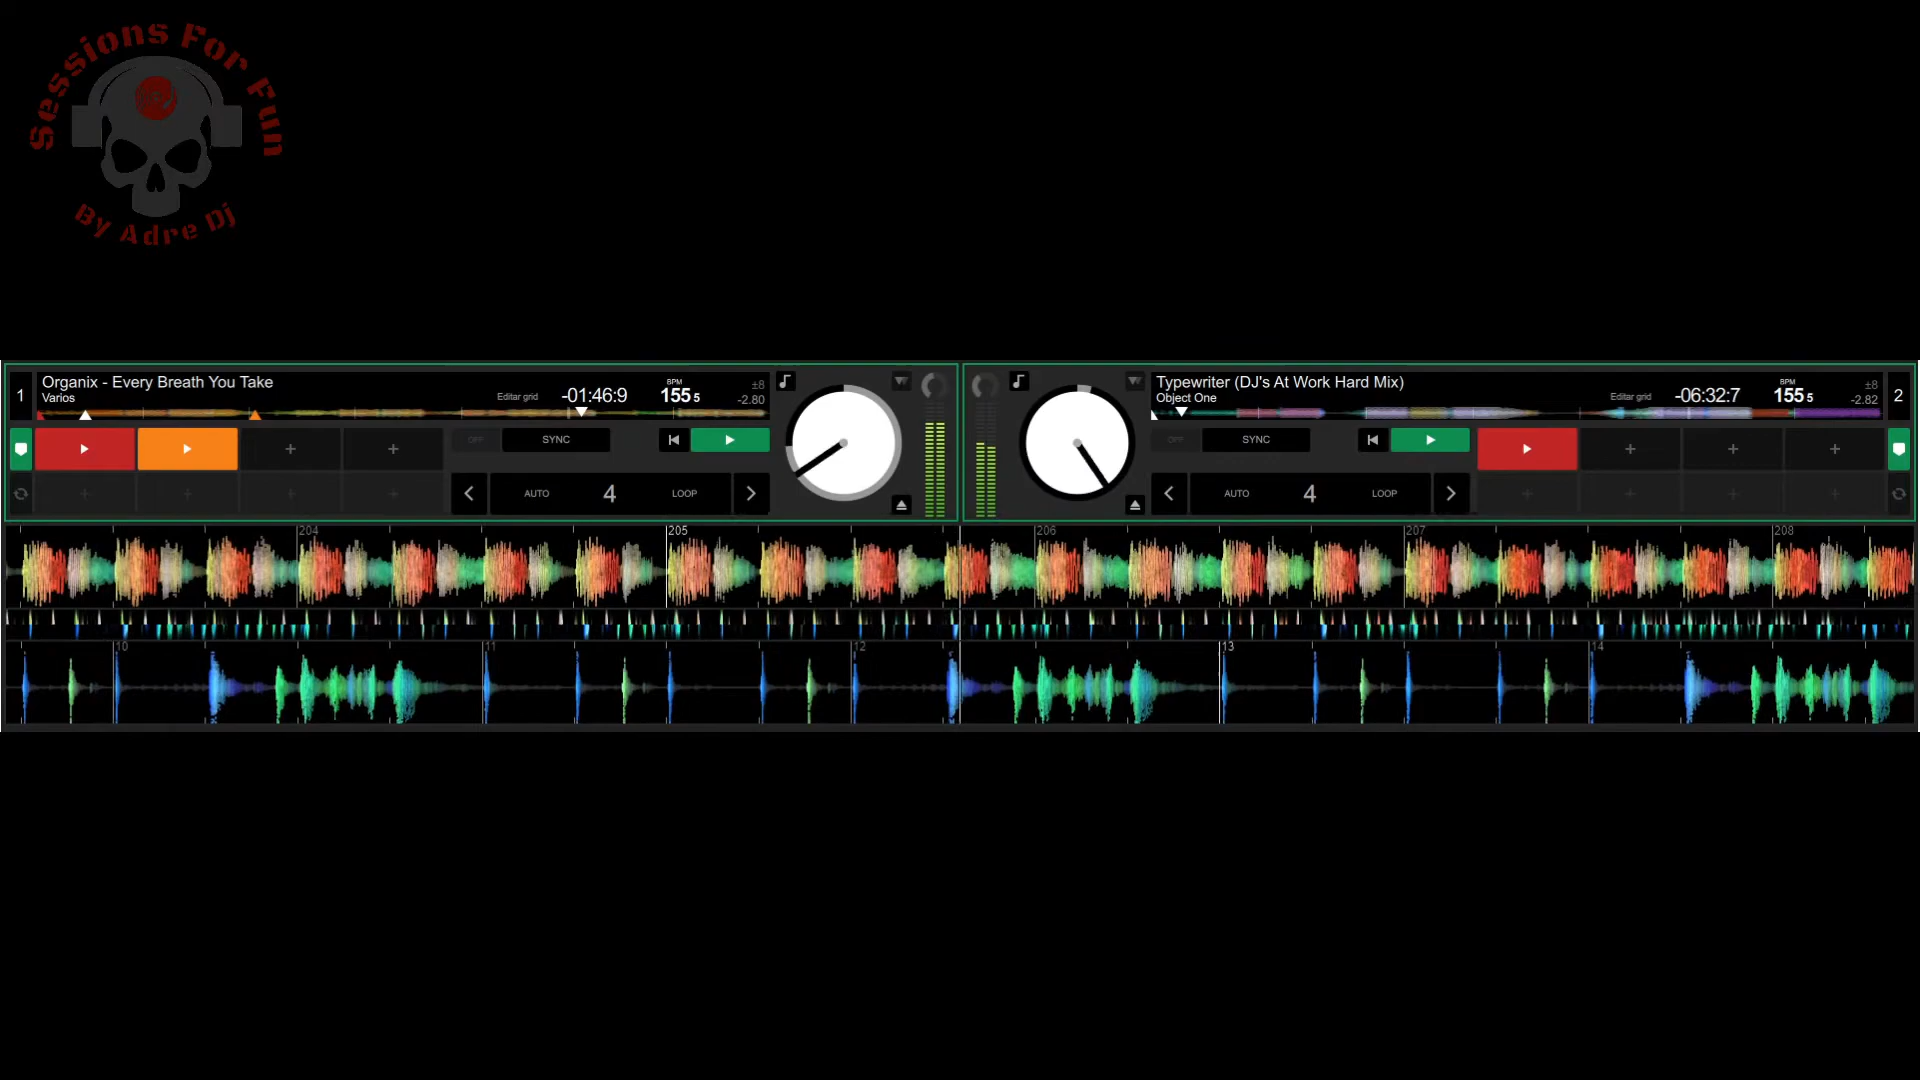 Sessions For Fun
By Adre Dj
1
Organix - Every Breath You Take
Varios
Editar grid
-01:46:9
BPM
155 5
±8
-2.80
OFF
SYNC
AUTO
4
LOOP
Typewriter (DJ's At Work Hard Mix)
Object One
Editar grid
-06:32:7
BPM
155 5
±8
-2.82
2
OFF
SYNC
AUTO
4
LOOP
204
205
206
207
208
10
11
12
13
14